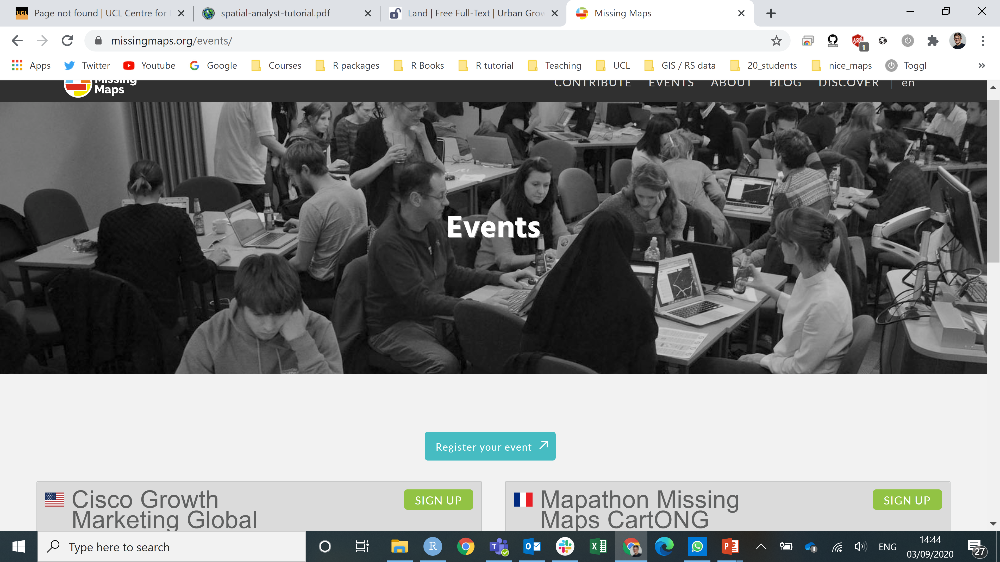 Page not found | UCL Centre for
spatial-analyst-tutorial.pdf
Land | Free Full-Text | Urban Grow
Missing Maps
missingmaps.org/events/
1
Apps
Twitter
Youtube
Google
Courses
R packages
R Books
R tutorial
Teaching
UCL
GIS / RS data
20_students
nice_maps
Toggl
»
Missing
Maps
CONTRIBUTE EVENTS ABOUT BLOG DISCOVER | en
Events
Register your event
Cisco Growth
Marketing Global
SIGN UP
Mapathon Missing
Maps CartONG
SIGN UP
Type here to search
ENG
14:44
03/09/2020
27